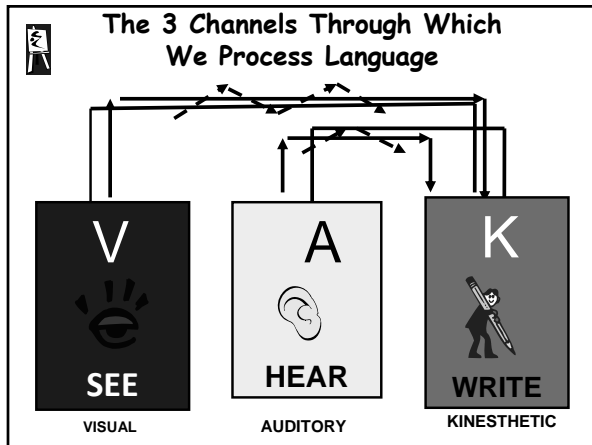 The 3 Channels Through Which
We Process Language
V
SEE
VISUAL
A
HEAR
AUDITORY
K
WRITE
KINESTHETIC